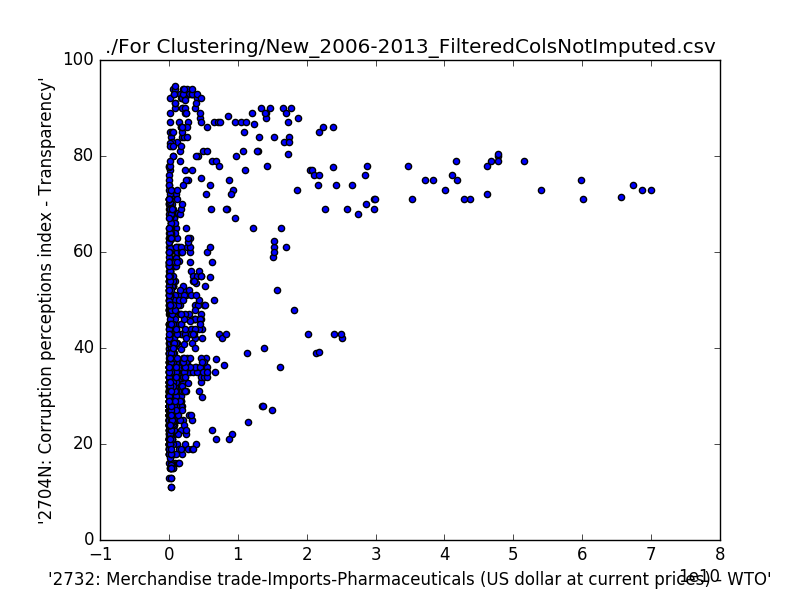 ./For Clustering/New_2006-2013_FilteredColsNotImputed.csv
'2704N: Corruption perceptions index - Transparency'
100
80
60
40
20
0
−1 0 1 2 3 4 5 6 7 8
1e10
'2732: Merchandise trade-Imports-Pharmaceuticals (US dollar at current prices) - WTO'